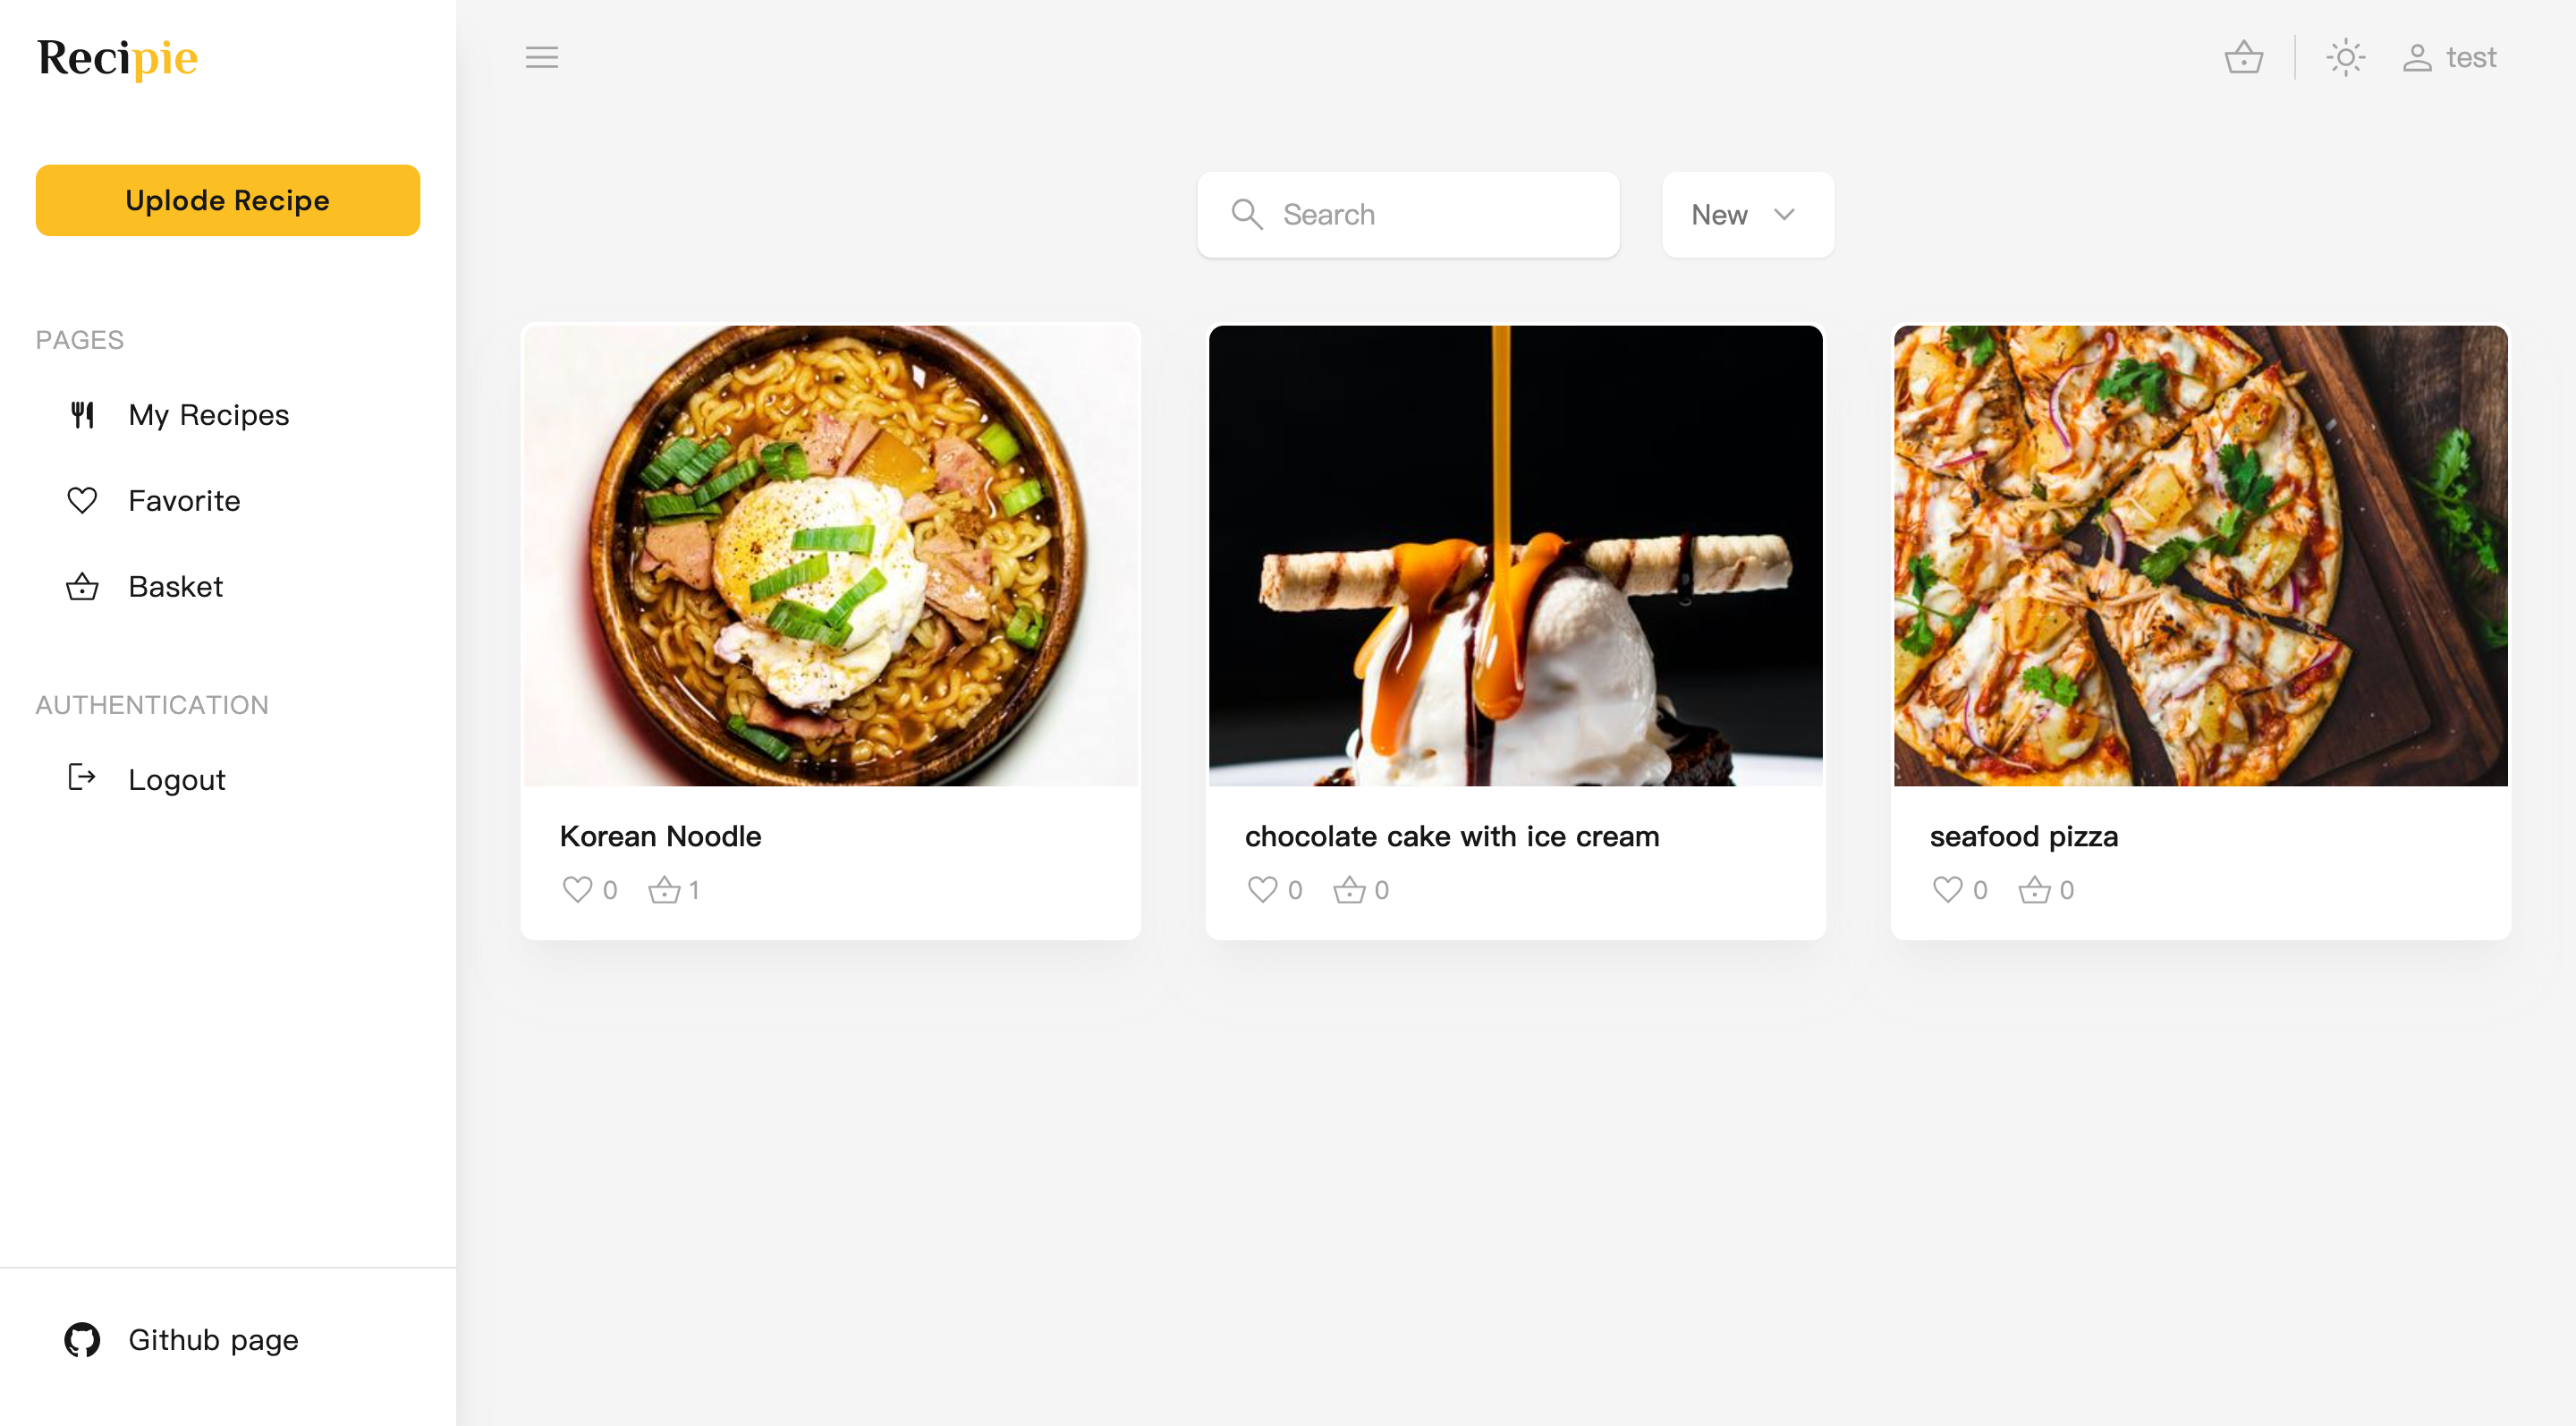 Recipie
test
Uplode Recipe
Search
New
PAGES
My Recipes
Favorite
Basket
AUTHENTICATION
Logout
Korean Noodle
0 1
chocolate cake with ice cream
0 0
seafood pizza
0 0
Github page